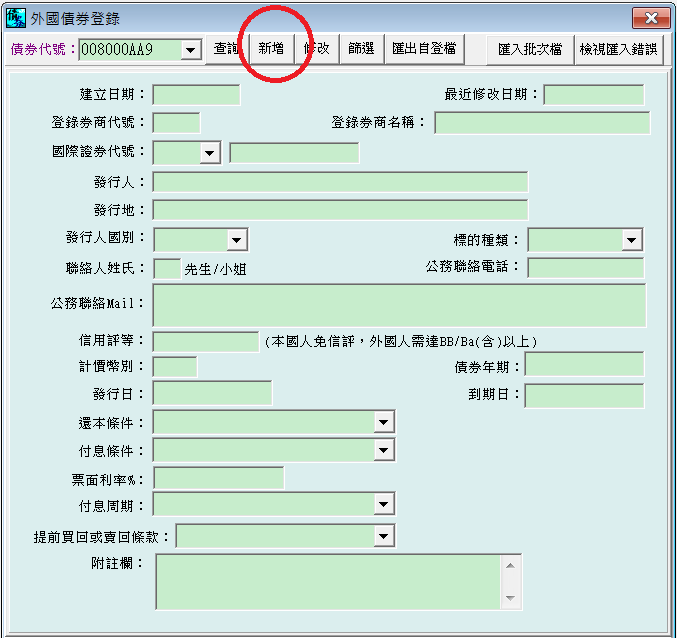 外國債券登錄
債券代號：008000AA9 查詢 新增 修改 篩選 匯出自登檔 匯入批次檔 檢視匯入錯誤
建立日期： 最近修改日期：
登錄券商代號： 登錄券商名稱：
國際證券代號：
發行人：
發行地：
發行人國別： 標的種類：
聯絡人姓氏： 先生/小姐 公務聯絡電話：
公務聯絡Mail：
信用評等： (本國人免信評，外國人需達BB/Ba(含)以上)
計價幣別： 債券年期：
發行日： 到期日：
還本條件：
付息條件：
票面利率%：
付息周期：
提前買回或賣回條款：
附註欄：